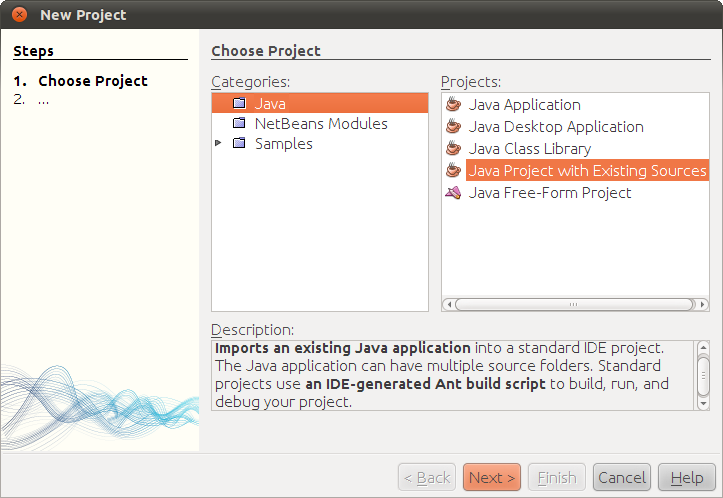 New Project
Steps
1. Choose Project
2. ...
Choose Project
Categories:
Java
NetBeans Modules
Samples
Projects:
Java Application
Java Desktop Application
Java Class Library
Java Project with Existing Sources
Java Free-Form Project
Description:
Imports an existing Java application into a standard IDE project.
The Java application can have multiple source folders. Standard
projects use an IDE-generated Ant build script to build, run, and
debug your project.
< Back
Next >
Finish
Cancel
Help